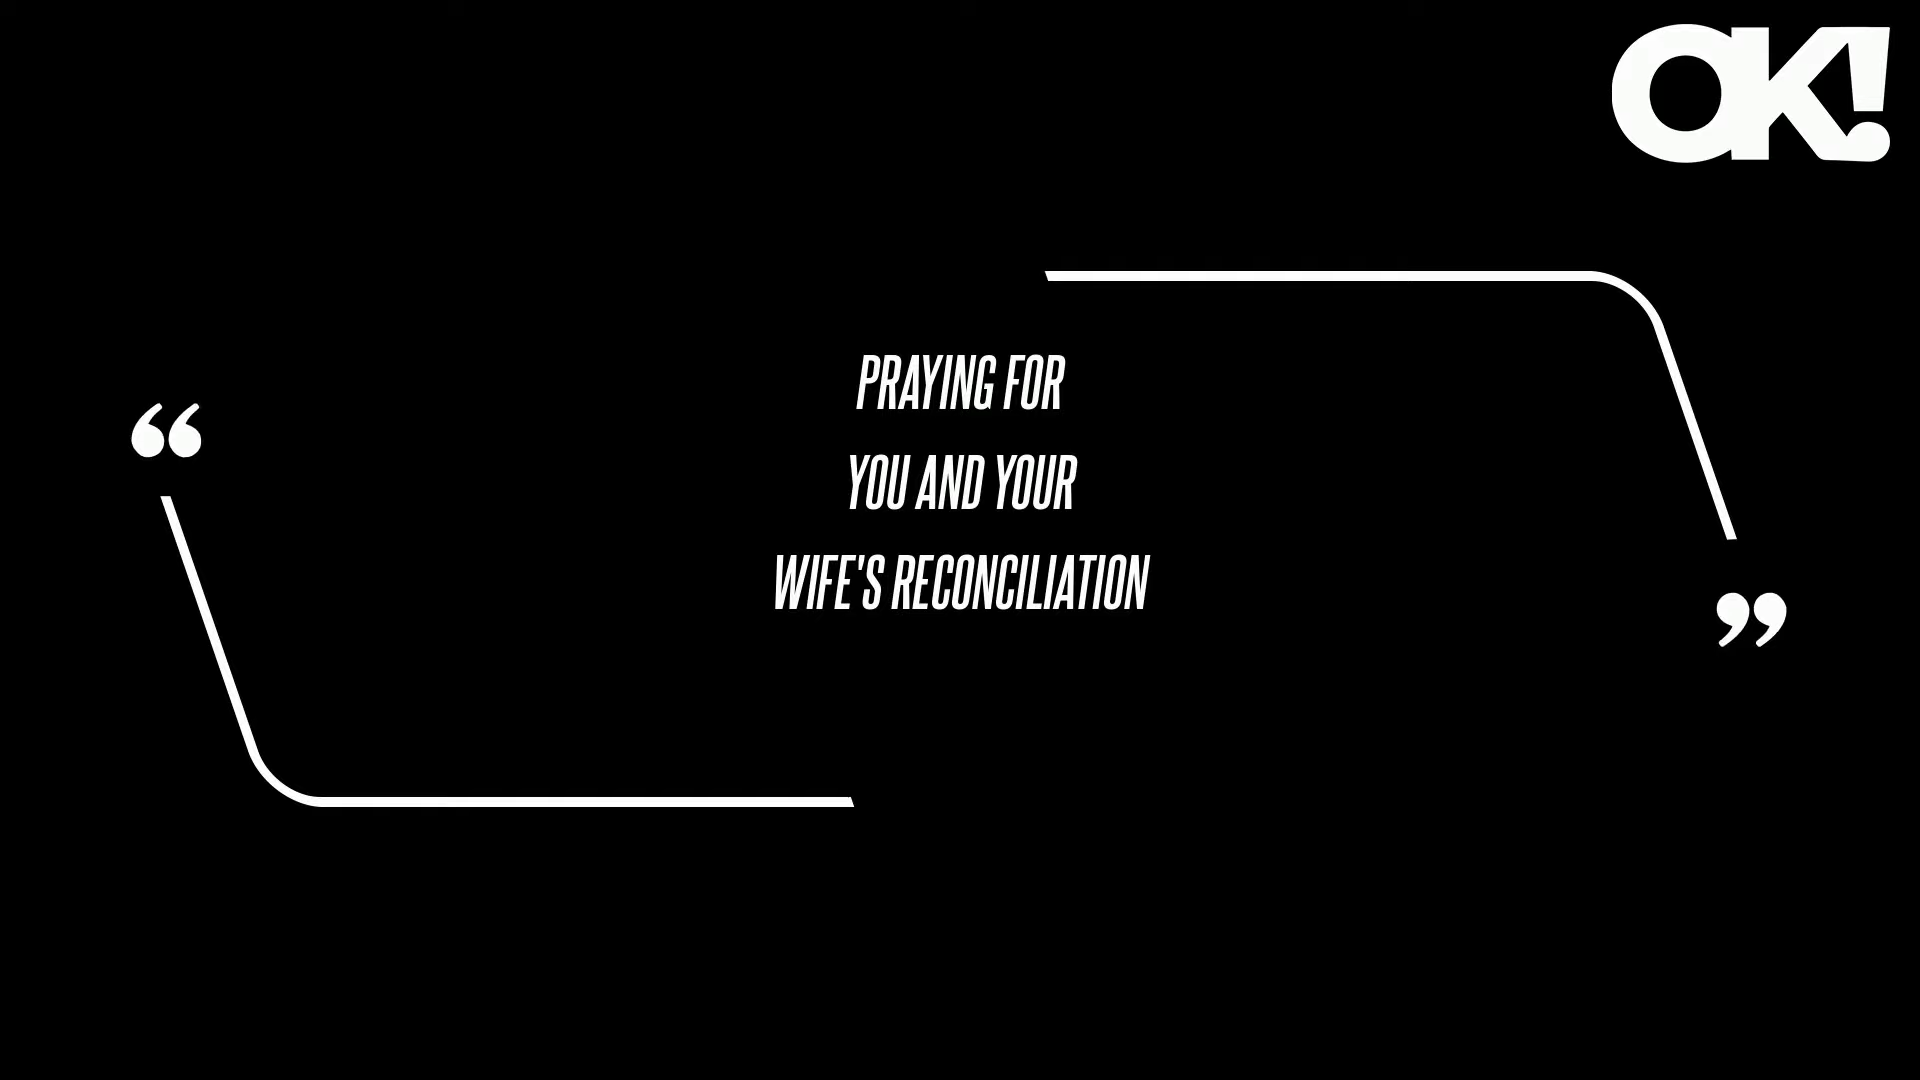 OK!
“
PRAYING FOR
YOU AND YOUR
WIFE'S RECONCILIATION
”